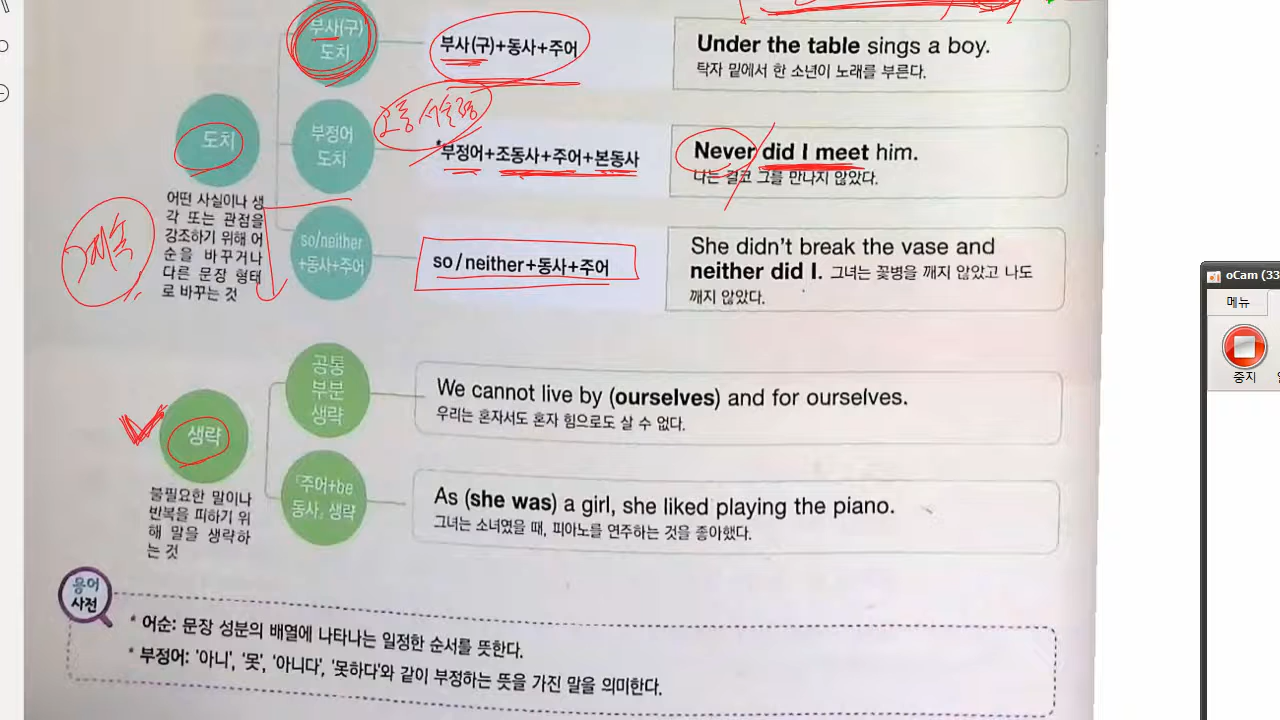 부사(구)
도치
부사(구)+동사+주어
Under the table sings a boy.
탁자 밑에서 한 소년이 노래를 부른다.
도치
어떤 사실이나 생
각 또는 관점을
강조하기 위해 어
순을 바꾸거나
다른 문장 형태
로 바꾸는 것
부정어
도치
*부정어+조동사+주어+본동사
Never did I meet him.
나는 결코 그를 만나지 않았다.
so/neither
+동사+주어
so/neither+동사+주어
She didn't break the vase and
neither did I. 그녀는 꽃병을 깨지 않았고 나도
깨지 않았다.
생략
불필요한 말이나
반복을 피하기 위
해 말을 생략하
는 것
공통
부분
생략
We cannot live by (ourselves) and for ourselves.
우리는 혼자서도 혼자 힘으로도 살 수 없다.
「주어+be
동사」 생략
As (she was) a girl, she liked playing the piano.
그녀는 소녀였을 때, 피아노를 연주하는 것을 좋아했다.
용어
사전
* 어순: 문장 성분의 배열에 나타나는 일정한 순서를 뜻한다.
* 부정어: '아니', '못', '아니다', '못하다'와 같이 부정하는 뜻을 가진 말을 의미한다.
oCam (33
메뉴
중지